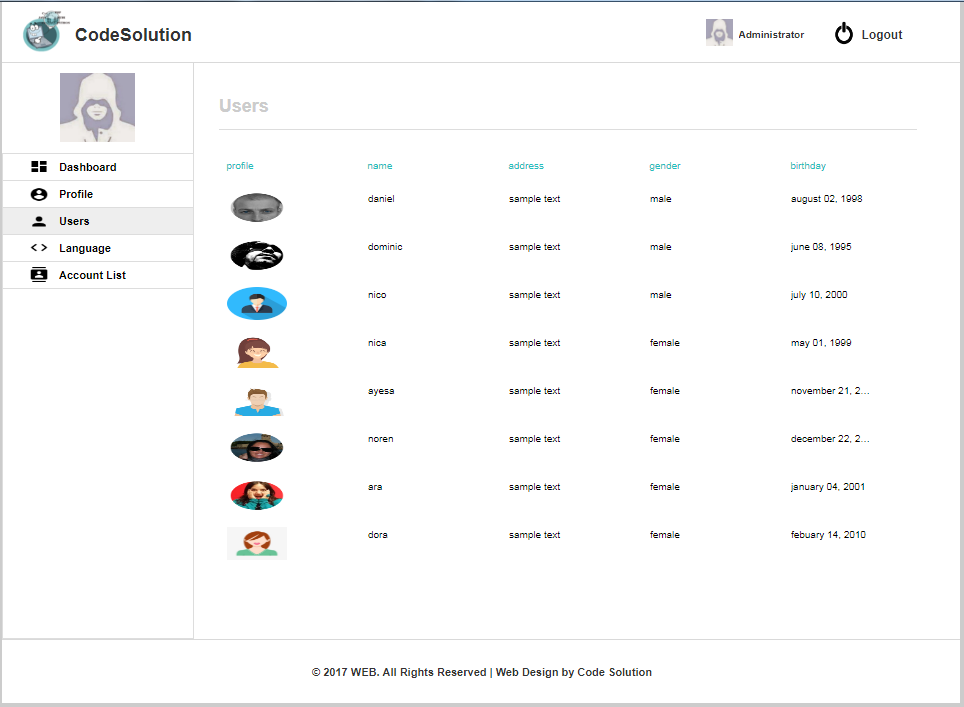 CodeSolution
Administrator
Logout
Dashboard
Profile
Users
Language
Account List
Users
profile name address gender birthday
daniel sample text male august 02, 1998
dominic sample text male june 08, 1995
nico sample text male july 10, 2000
nica sample text female may 01, 1999
ayesa sample text female november 21, 2...
noren sample text female december 22, 2...
ara sample text female january 04, 2001
dora sample text female febuary 14, 2010
© 2017 WEB. All Rights Reserved | Web Design by Code Solution